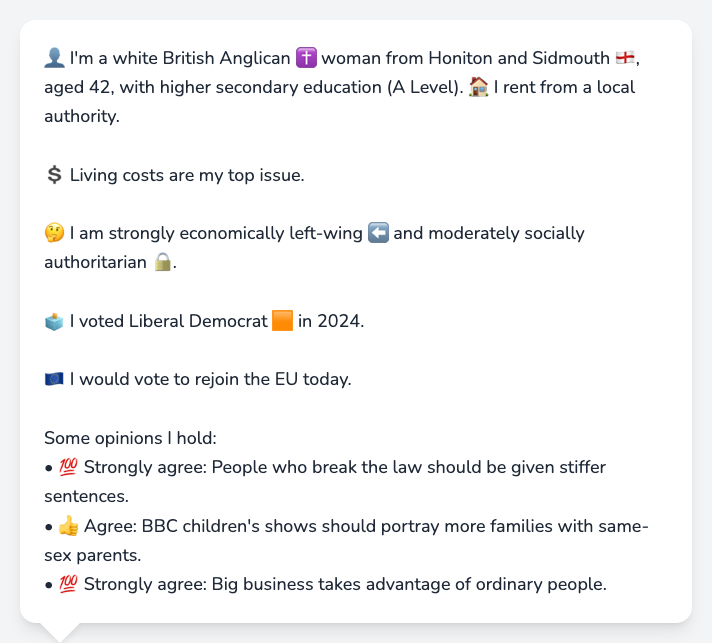 👤 I'm a white British Anglican ✝️ woman from Honiton and Sidmouth 🏴󠁧󠁢󠁥󠁮󠁧󠁿,
aged 42, with higher secondary education (A Level). 🏠 I rent from a local
authority.
💲 Living costs are my top issue.
🤔 I am strongly economically left-wing ⬅️ and moderately socially
authoritarian 🔒.
🗳️ I voted Liberal Democrat 🟧 in 2024.
🇪🇺 I would vote to rejoin the EU today.
Some opinions I hold:
• 💯 Strongly agree: People who break the law should be given stiffer
sentences.
• 👍 Agree: BBC children's shows should portray more families with same-
sex parents.
• 💯 Strongly agree: Big business takes advantage of ordinary people.